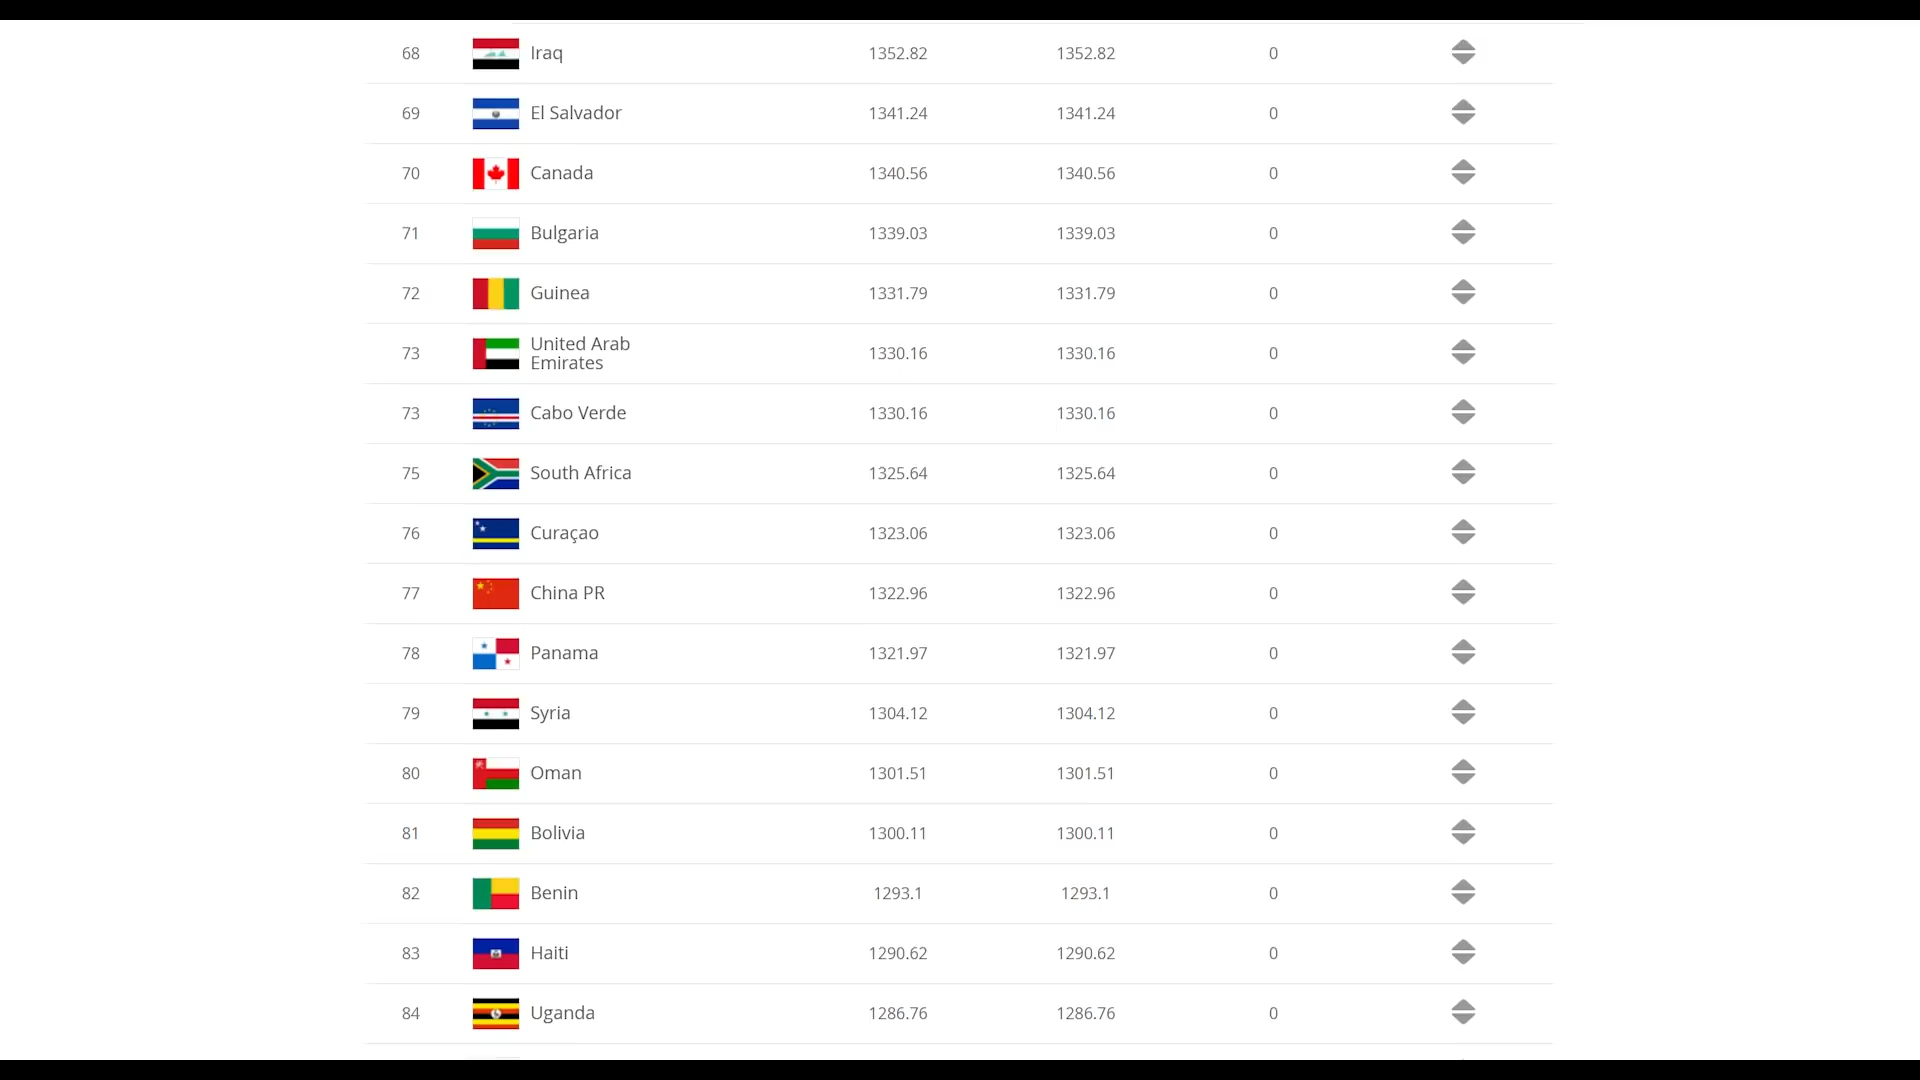 68 Iraq 1352.82 1352.82 0
69 El Salvador 1341.24 1341.24 0
70 Canada 1340.56 1340.56 0
71 Bulgaria 1339.03 1339.03 0
72 Guinea 1331.79 1331.79 0
73 United Arab Emirates 1330.16 1330.16 0
73 Cabo Verde 1330.16 1330.16 0
75 South Africa 1325.64 1325.64 0
76 Curaçao 1323.06 1323.06 0
77 China PR 1322.96 1322.96 0
78 Panama 1321.97 1321.97 0
79 Syria 1304.12 1304.12 0
80 Oman 1301.51 1301.51 0
81 Bolivia 1300.11 1300.11 0
82 Benin 1293.1 1293.1 0
83 Haiti 1290.62 1290.62 0
84 Uganda 1286.76 1286.76 0